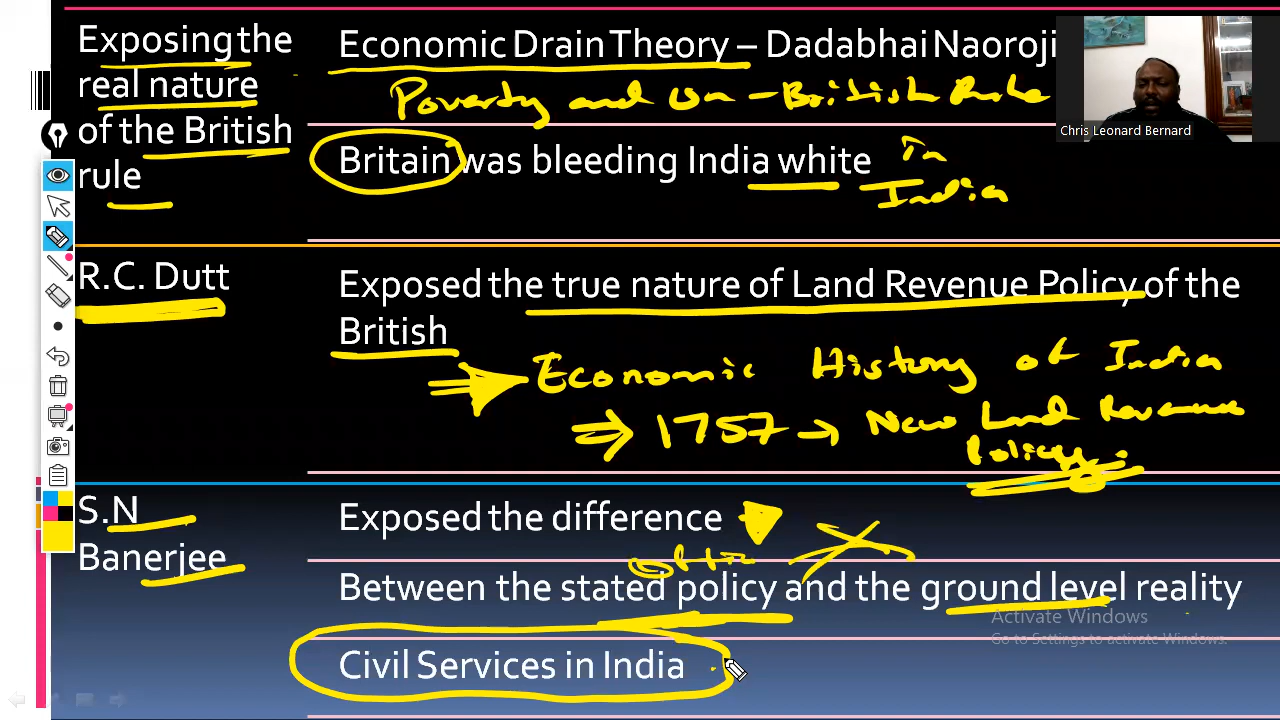 Exposing the
real nature
of the British
rule
Economic Drain Theory – Dadabhai Naoroji
Poverty and Un-British Rule
Britain was bleeding India white
in
India
Chris Leonard Bernard
R.C. Dutt
Exposed the true nature of Land Revenue Policy of the
British
Economic History of India
1757 → New Land Revenue
Policy.
S.N
Banerjee
Exposed the difference
Between the stated policy and the ground level reality
Civil Services in India
Activate Windows
Go to Settings to activate Windows.